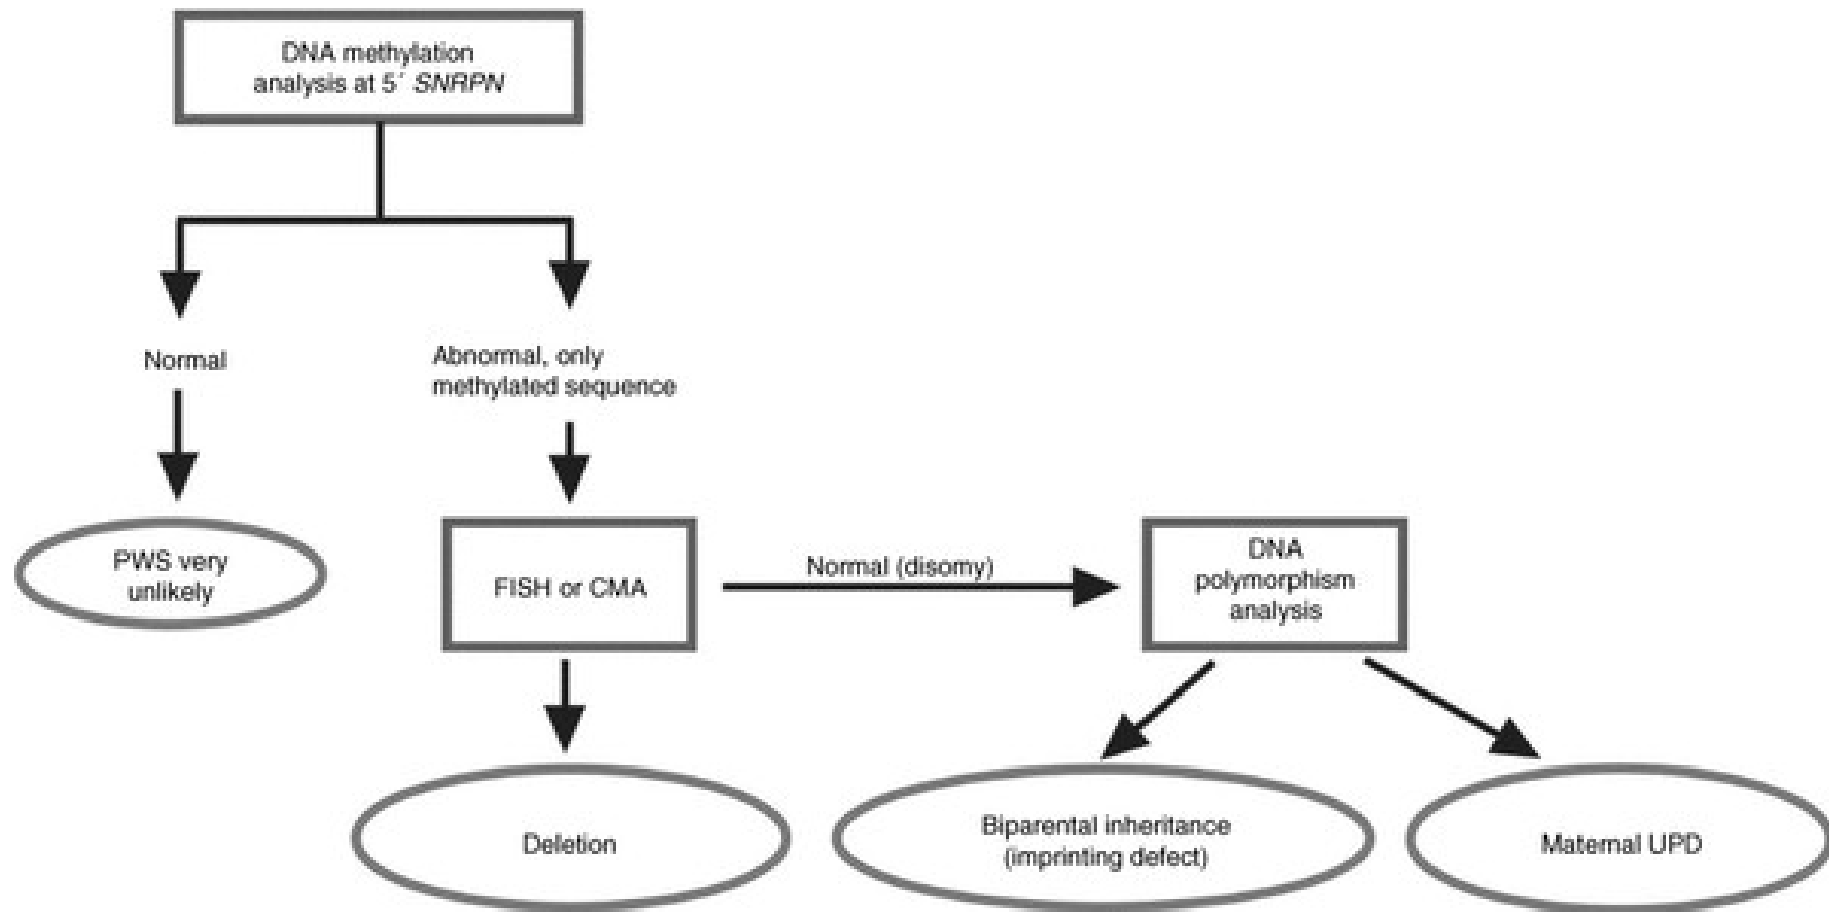 DNA methylation
analysis at 5´ SNRPN
Normal
Abnormal, only
methylated sequence
PWS very
unlikely
FISH or CMA
Normal (disomy)
DNA
polymorphism
analysis
Deletion
Biparental inheritance
(imprinting defect)
Maternal UPD